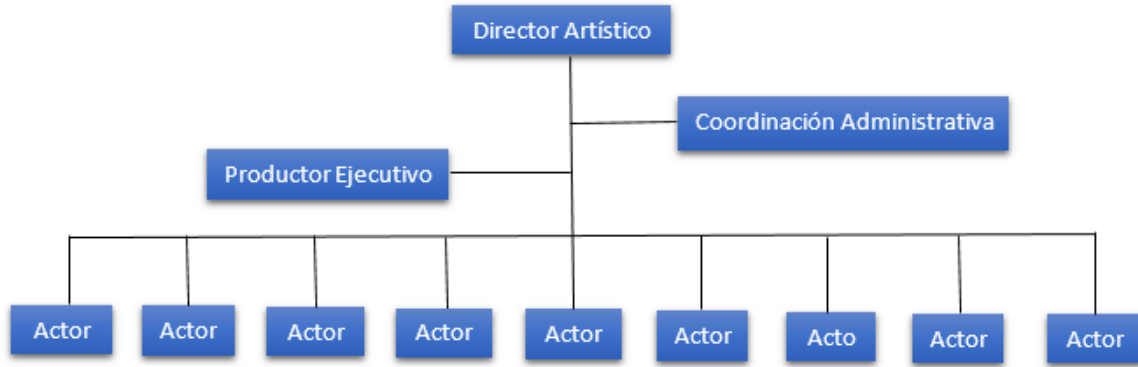 Director Artístico
Coordinación Administrativa
Productor Ejecutivo
Actor
Actor
Actor
Actor
Actor
Actor
Acto
Actor
Actor